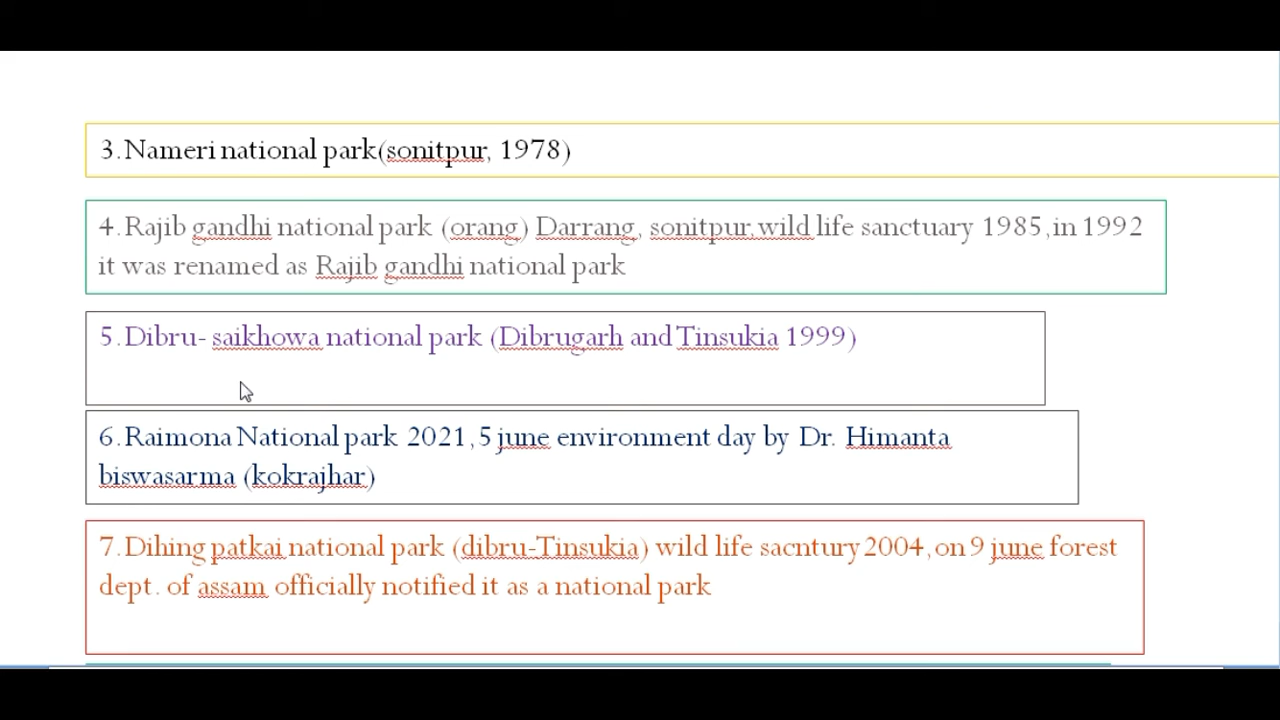 3.Nameri national park(sonitpur, 1978)
4.Rajib gandhi national park (orang) Darrang, sonitpur,wild life sanctuary 1985,in 1992
it was renamed as Rajib gandhi national park
5.Dibru- saikhowa national park (Dibrugarh and Tinsukia 1999)
6.Raimona National park 2021,5 june environment day by Dr. Himanta
biswasarma (kokrajhar)
7.Dihing patkai national park (dibru-Tinsukia) wild life sacntury 2004,on 9 june forest
dept. of assam officially notified it as a national park